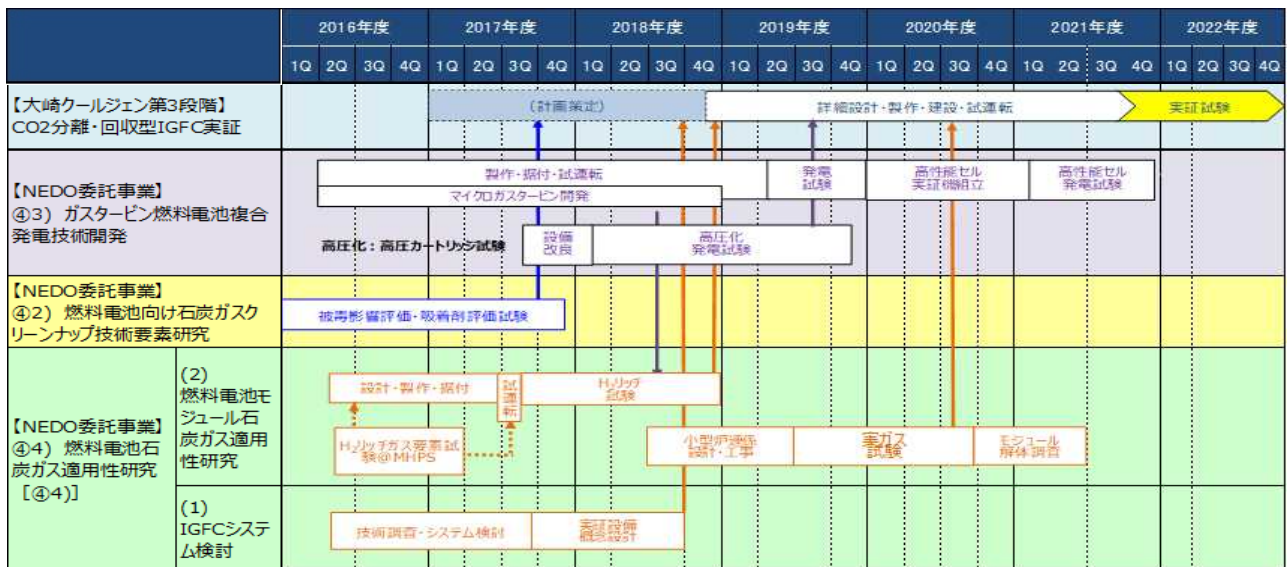 2016年度 2017年度 2018年度 2019年度 2020年度 2021年度 2022年度
1Q 2Q 3Q 4Q 1Q 2Q 3Q 4Q 1Q 2Q 3Q 4Q 1Q 2Q 3Q 4Q 1Q 2Q 3Q 4Q 1Q 2Q 3Q 4Q 1Q 2Q 3Q 4Q
【大崎クールジェン第3段階】
CO2分離・回収型IGFC実証
(計画策定)
詳細設計・製作・建設・試運転
実証試験
【NEDO委託事業】
④3) ガスタービン燃料電池複合
発電技術開発
製作・据付・試運転
マイクロガスタービン開発
発電
試験
高性能セル
実証機組立
高性能セル
発電試験
高圧化:高圧カートリッジ試験
設備
改良
高圧化
発電試験
【NEDO委託事業】
④2) 燃料電池向け石炭ガスク
リーンナップ技術要素研究
被毒影響評価・吸着剤評価試験
【NEDO委託事業】
④4) 燃料電池石
炭ガス適用性研究
[④4)]
(2)
燃料電池モ
ジュール石
炭ガス適用
性研究
設計・製作・据付
試
運
転
H₂リッチ
試験
H₂リッチガス要素試
験@MHPS
小型炉連係
設計・工事
実ガス
試験
モジュール
解体調査
(1)
IGFCシステ
ム検討
技術調査・システム検討
実証設備
概念設計